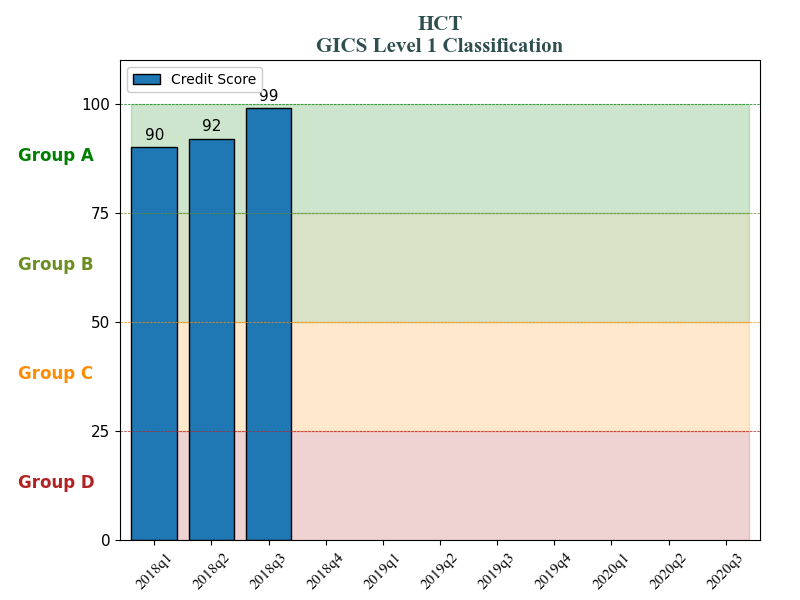 HCT
GICS Level 1 Classification
Credit Score
90
92
99
100
75
50
25
0
Group A
Group B
Group C
Group D
2018q1
2018q2
2018q3
2018q4
2019q1
2019q2
2019q3
2019q4
2020q1
2020q2
2020q3